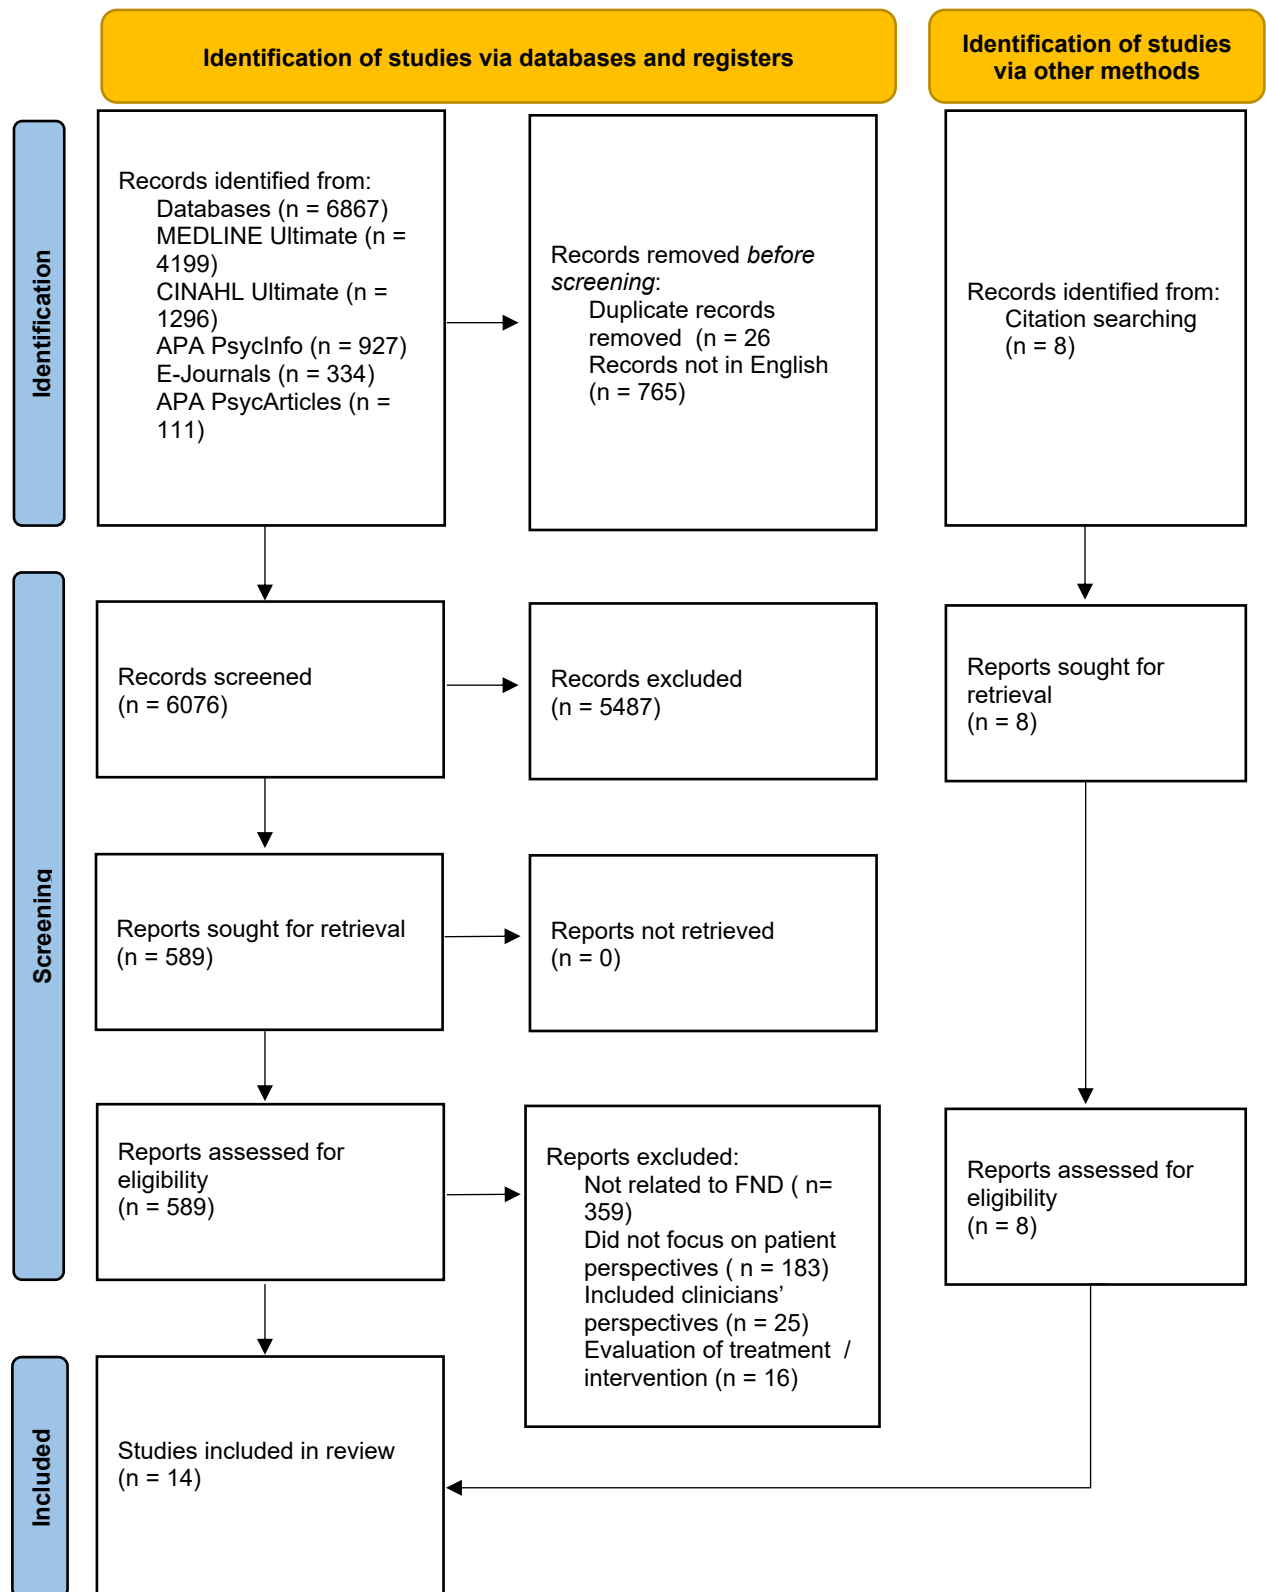 Identification of studies via databases and registers
Identification of studies
via other methods
Identification
Records identified from:
Databases (n = 6867)
MEDLINE Ultimate (n =
4199)
CINAHL Ultimate (n =
1296)
APA PsycInfo (n = 927)
E-Journals (n = 334)
APA PsycArticles (n =
111)
Records removed before
screening:
Duplicate records
removed  (n = 26
Records not in English
(n = 765)
Records identified from:
Citation searching
(n = 8)
Screening
Records screened
(n = 6076)
Records excluded
(n = 5487)
Reports sought for
retrieval
(n = 8)
Reports sought for retrieval
(n = 589)
Reports not retrieved
(n = 0)
Reports assessed for
eligibility
(n = 589)
Reports excluded:
Not related to FND ( n=
359)
Did not focus on patient
perspectives ( n = 183)
Included clinicians’
perspectives (n = 25)
Evaluation of treatment  /
intervention (n = 16)
Reports assessed for
eligibility
(n = 8)
Included
Studies included in review
(n = 14)